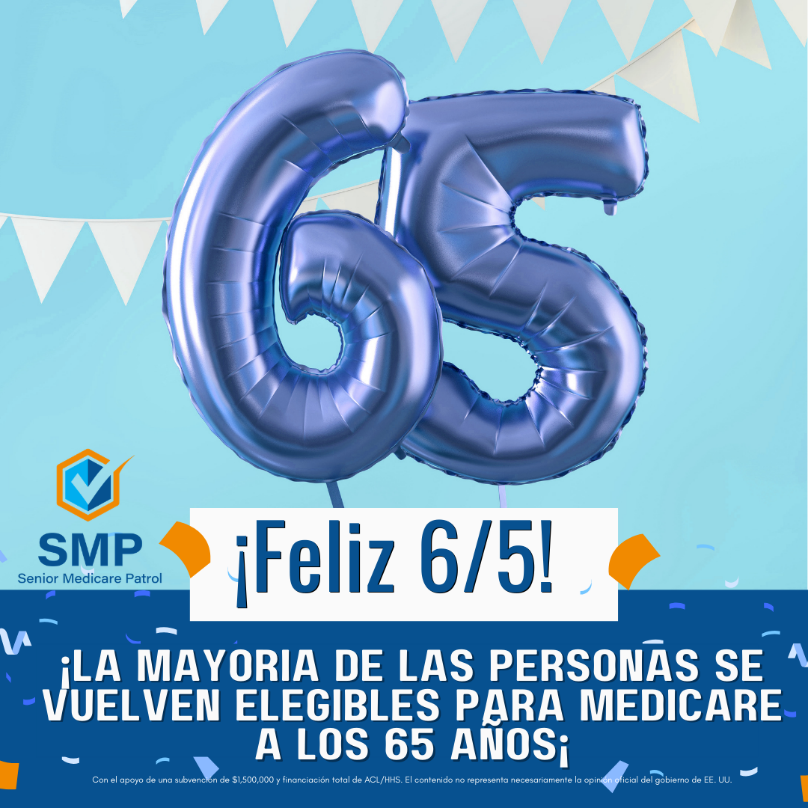 65
SMP
Senior Medicare Patrol
¡Feliz 6/5!
¡LA MAYORIA DE LAS PERSONAS SE
VUELVEN ELEGIBLES PARA MEDICARE
A LOS 65 AÑOS¡
Con el apoyo de una subvención de $1,500,000 y financiación total de ACL/HHS. El contenido no representa necesariamente la opinión oficial del gobierno de EE. UU.